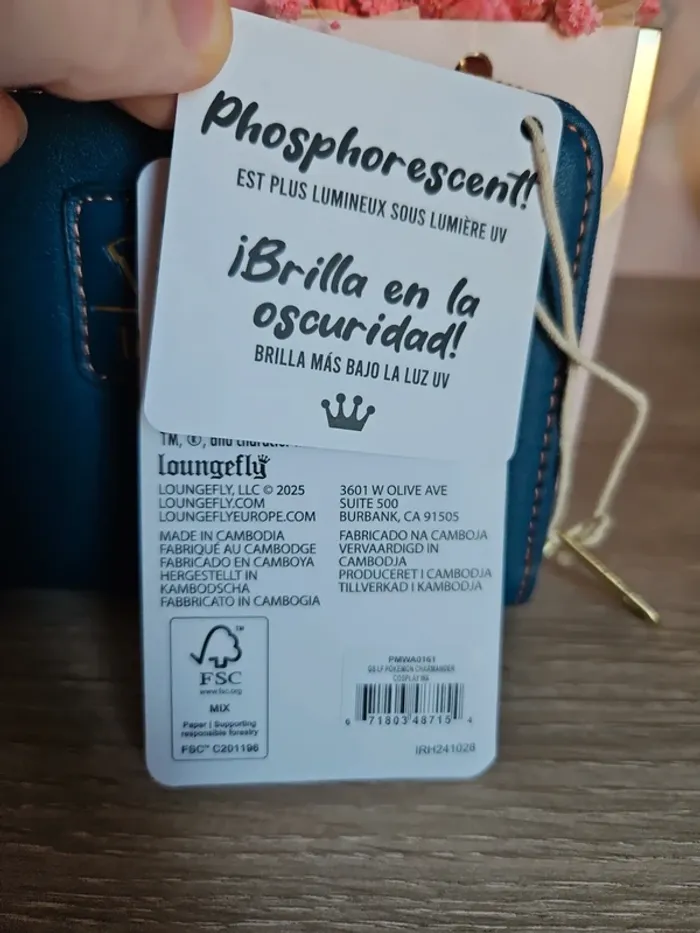 Phosphorescent!
EST PLUS LUMINEUX SOUS LUMIÈRE UV
¡Brilla en la
oscuridad!
BRILLA MÁS BAJO LA LUZ UV
TM, ®, and
loungefly
LOUNGEFLY, LLC © 2025
LOUNGEFLY.COM
LOUNGEFLYEUROPE.COM
MADE IN CAMBODIA
FABRIQUÉ AU CAMBODGE
FABRICADO EN CAMBOYA
HERGESTELLT IN
KAMBODSCHA
FABBRICATO IN CAMBOGIA
3601 W OLIVE AVE
SUITE 500
BURBANK, CA 91505
FABRICADO NA CAMBOJA
VERVAARDIGD IN
CAMBODJA
PRODUCERET I CAMBODJA
TILLVERKAD I KAMBODJA
FSC
www.fsc.org
MIX
Paper | Supporting
responsible forestry
FSC™ C201196
PMWA0161
POKEMON CHARMANDER
COSPLAY
6 71803 48715 4
IRH241028